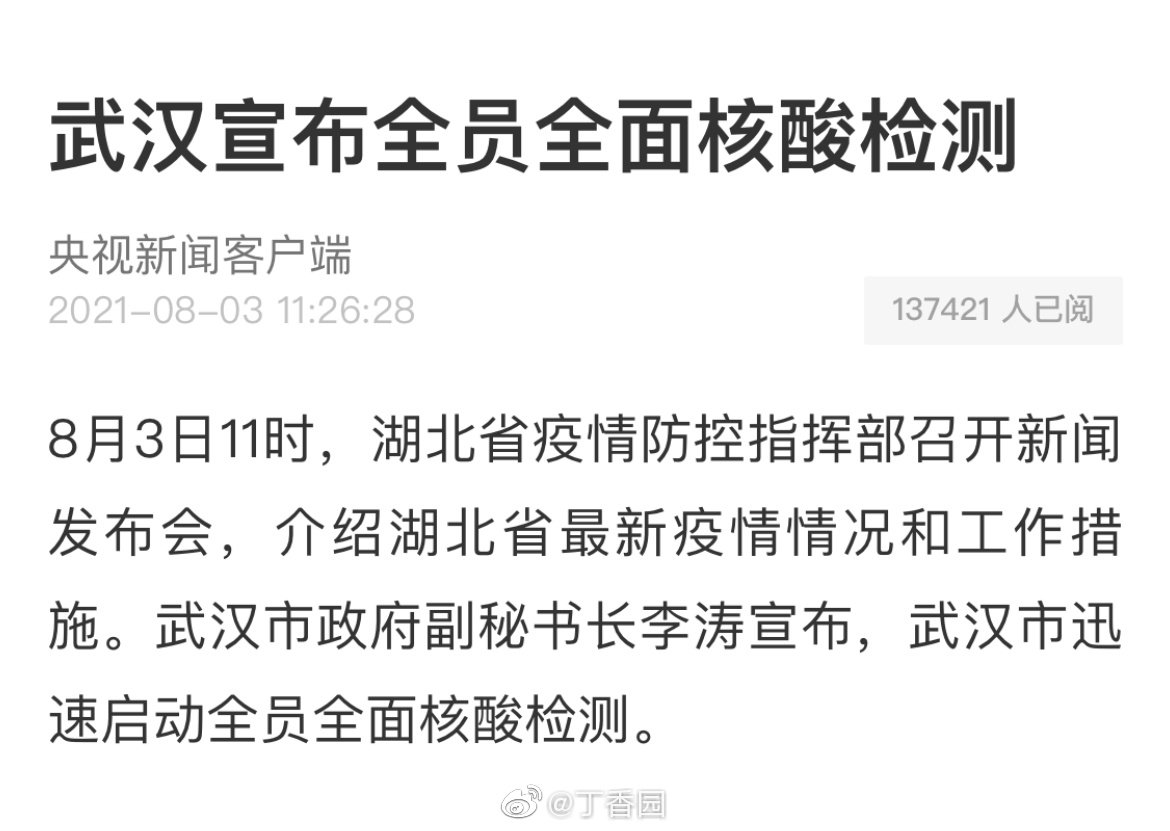 武汉宣布全员全面核酸检测
央视新闻客户端
2021-08-03 11:26:28
137421 人已阅
8月3日11时，湖北省疫情防控指挥部召开新闻
发布会，介绍湖北省最新疫情情况和工作措
施。武汉市政府副秘书长李涛宣布，武汉市迅
速启动全员全面核酸检测。
@丁香园